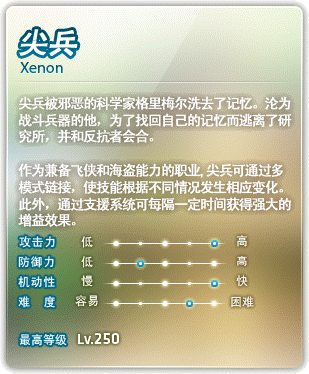 尖兵
Xenon
尖兵被邪恶的科学家格里梅尔洗去了记忆。沦为
战斗兵器的他，为了找回自己的记忆而逃离了研
究所，并和反抗者会合。
作为兼备飞侠和海盗能力的职业，尖兵可通过多
模式链接，使技能根据不同情况发生相应变化。
此外，通过支援系统可每隔一定时间获得强大的
增益效果。
攻击力 低 高
防御力 低 高
机动性 慢 快
难 度 容易 困难
最高等级 Lv.250